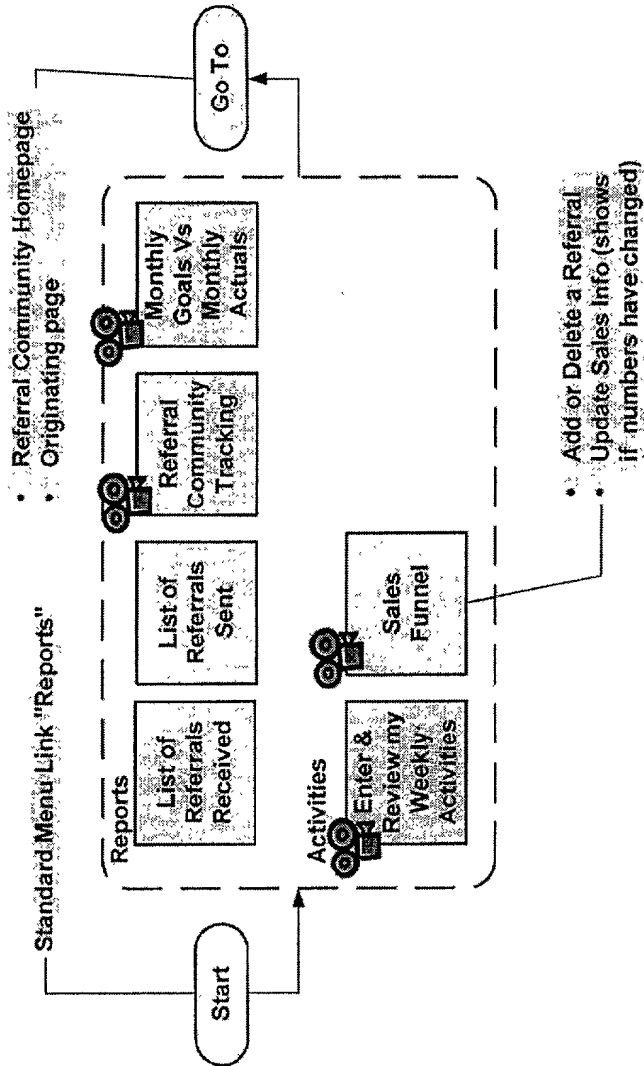 Standard Menu Link "Reports"
• Referral Community Homepage
• Originating page
Start
Reports
List of
Referrals
Received
List of
Referrals
Sent
Referral
Community
Tracking
Monthly
Goals Vs
Monthly
Actuals
Activities
Enter &
Review my
Weekly
Activities
Sales
Funnel
Go To
• Add or Delete a Referral
• Update Sales Info (shows
if numbers have changed)